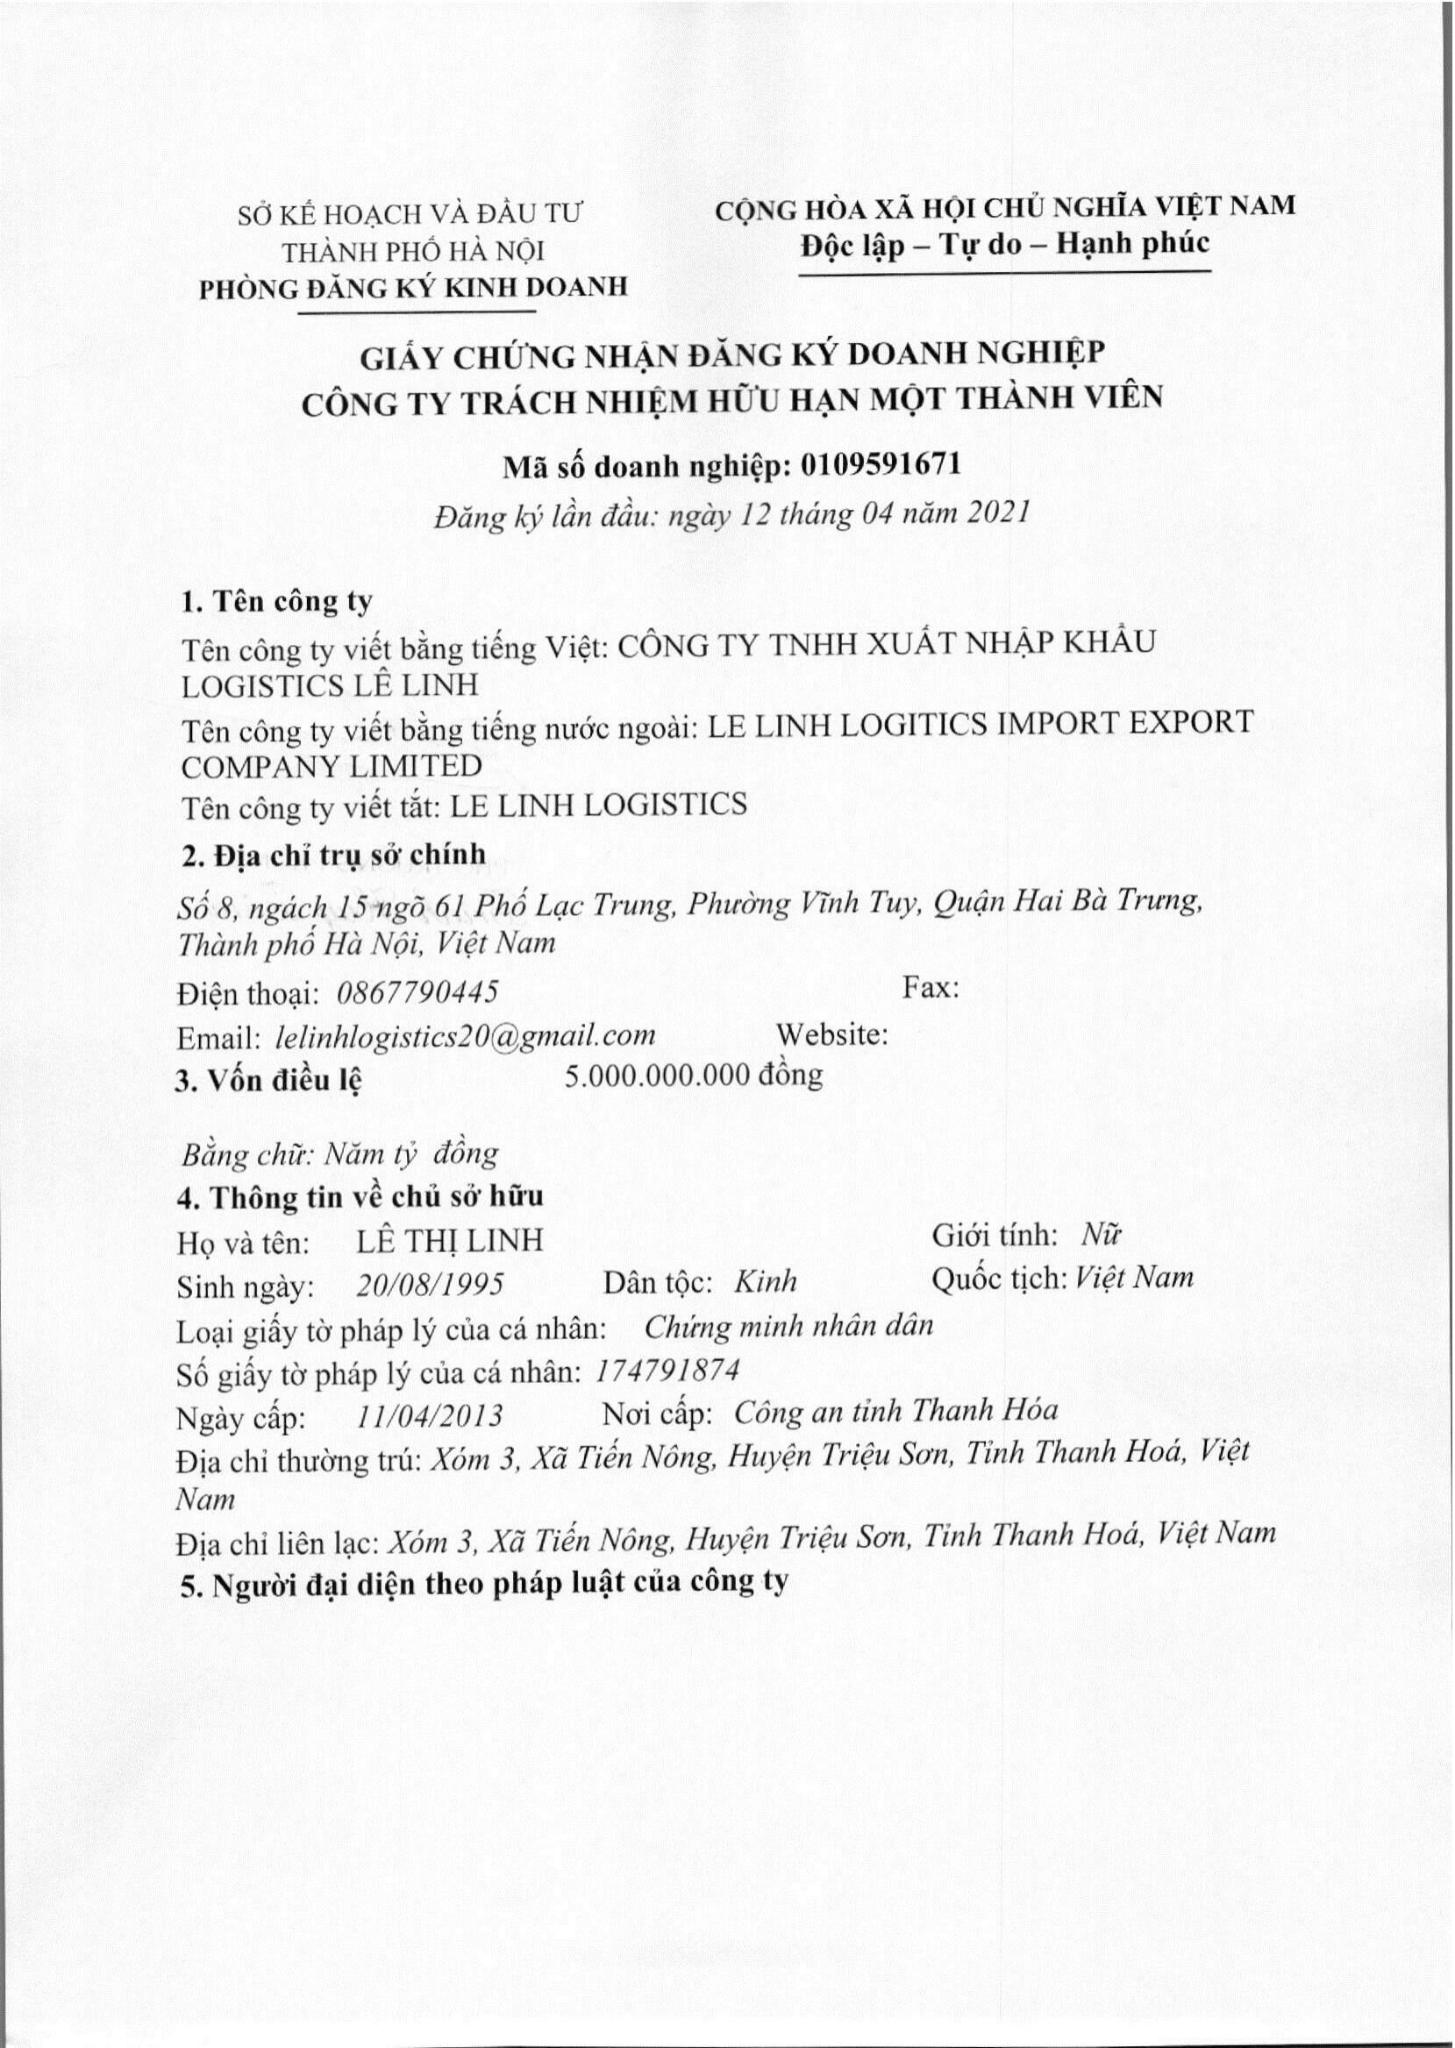 SỞ KẾ HOẠCH VÀ ĐẦU TƯ
THÀNH PHỐ HÀ NỘI
PHÒNG ĐĂNG KÝ KINH DOANH
CỘNG HÒA XÃ HỘI CHỦ NGHĨA VIỆT NAM
Độc lập – Tự do – Hạnh phúc
GIẤY CHỨNG NHẬN ĐĂNG KÝ DOANH NGHIỆP
CÔNG TY TRÁCH NHIỆM HỮU HẠN MỘT THÀNH VIÊN
Mã số doanh nghiệp: 0109591671
Đăng ký lần đầu: ngày 12 tháng 04 năm 2021
1. Tên công ty
Tên công ty viết bằng tiếng Việt: CÔNG TY TNHH XUẤT NHẬP KHẨU
LOGISTICS LÊ LINH
Tên công ty viết bằng tiếng nước ngoài: LE LINH LOGITICS IMPORT EXPORT
COMPANY LIMITED
Tên công ty viết tắt: LE LINH LOGISTICS
2. Địa chỉ trụ sở chính
Số 8, ngách 15 ngõ 61 Phố Lạc Trung, Phường Vĩnh Tuy, Quận Hai Bà Trưng,
Thành phố Hà Nội, Việt Nam
Điện thoại: 0867790445 Fax:
Email: lelinhlogistics20@gmail.com Website:
3. Vốn điều lệ 5.000.000.000 đồng
Bằng chữ: Năm tỷ đồng
4. Thông tin về chủ sở hữu
Họ và tên: LÊ THỊ LINH Giới tính: Nữ
Sinh ngày: 20/08/1995 Dân tộc: Kinh Quốc tịch: Việt Nam
Loại giấy tờ pháp lý của cá nhân: Chứng minh nhân dân
Số giấy tờ pháp lý của cá nhân: 174791874
Ngày cấp: 11/04/2013 Nơi cấp: Công an tỉnh Thanh Hóa
Địa chỉ thường trú: Xóm 3, Xã Tiến Nông, Huyện Triệu Sơn, Tỉnh Thanh Hoá, Việt
Nam
Địa chỉ liên lạc: Xóm 3, Xã Tiến Nông, Huyện Triệu Sơn, Tỉnh Thanh Hoá, Việt Nam
5. Người đại diện theo pháp luật của công ty